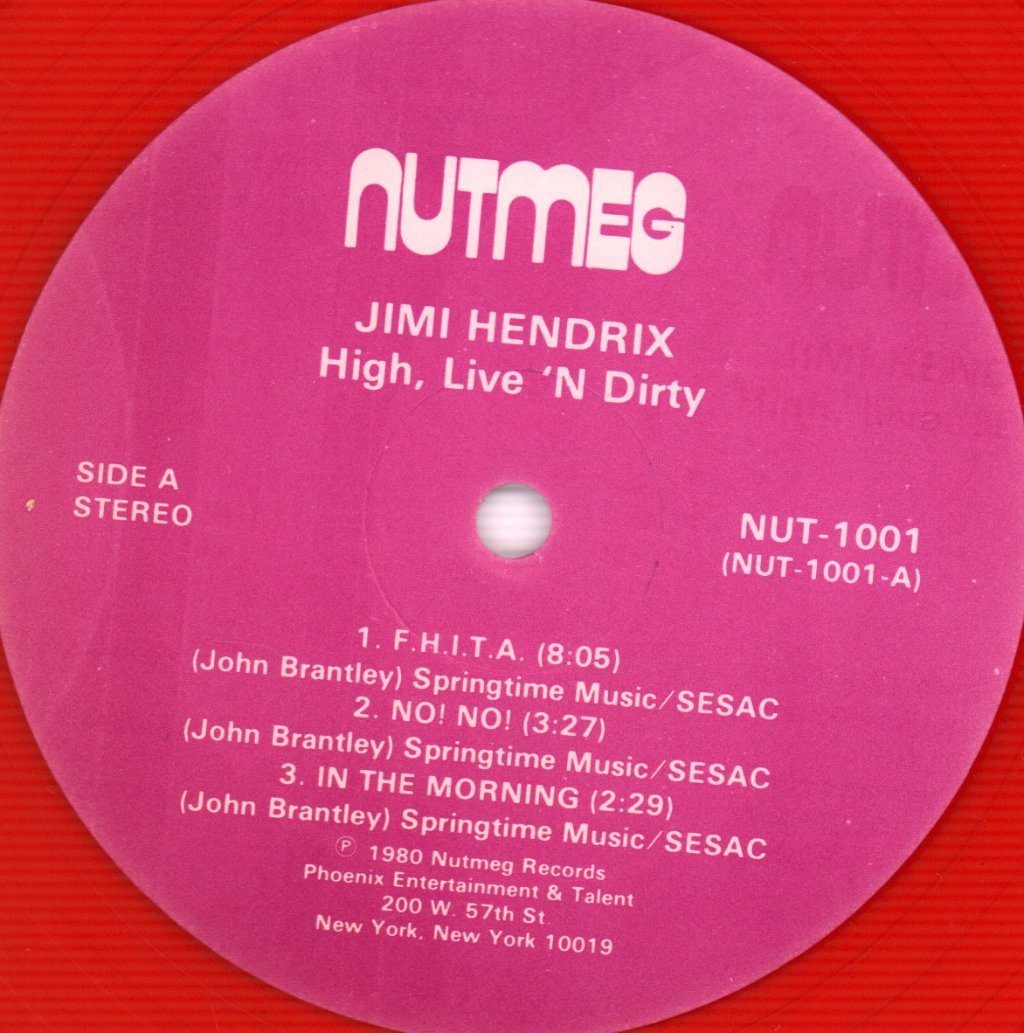 NUTMEG
JIMI HENDRIX
High, Live ‘N Dirty
SIDE A
STEREO
NUT-1001
(NUT-1001-A)
1. F.H.I.T.A. (8:05)
(John Brantley) Springtime Music/SESAC
2. NO! NO! (3:27)
(John Brantley) Springtime Music/SESAC
3. IN THE MORNING (2:29)
(John Brantley) Springtime Music/SESAC
Ⓟ 1980 Nutmeg Records
Phoenix Entertainment & Talent
200 W. 57th St.
New York, New York 10019